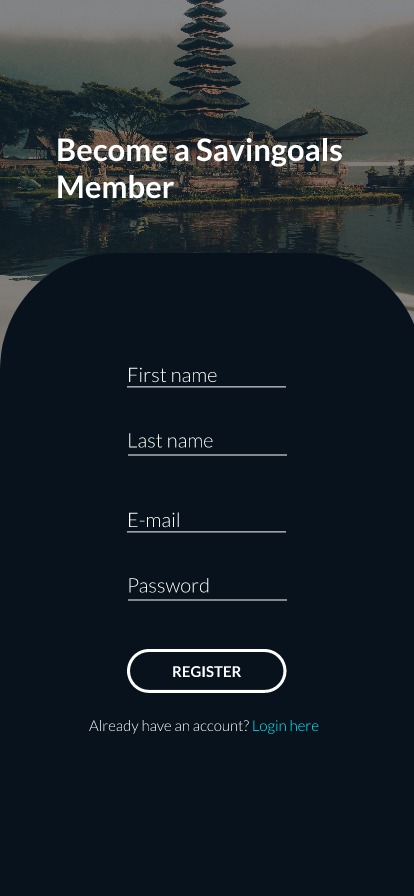 Become a Savingoals
Member
First name
Last name
E-mail
Password
REGISTER
Already have an account? Login here